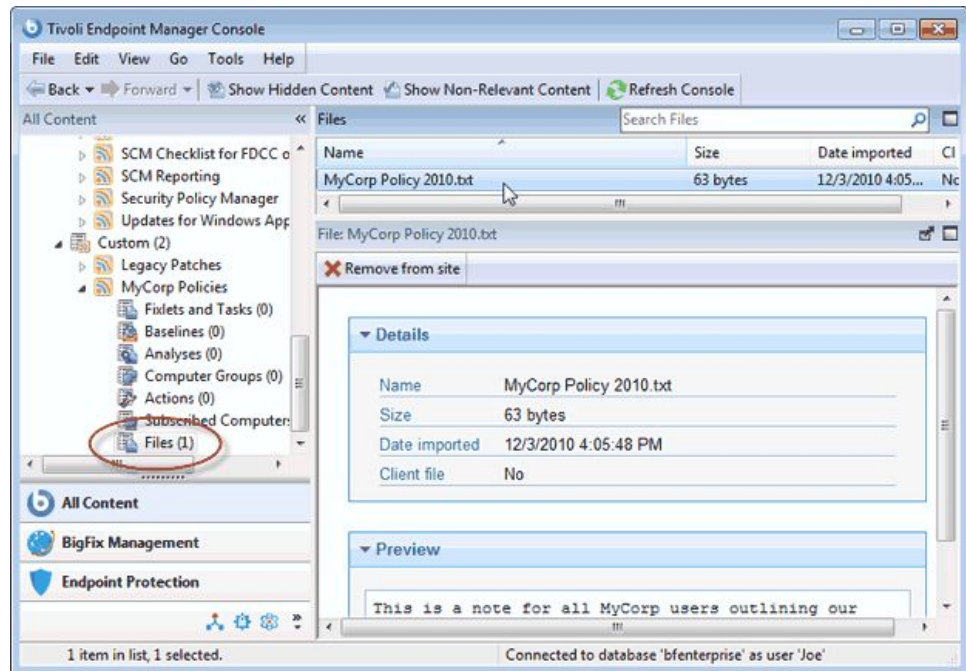 Tivoli Endpoint Manager Console
File Edit View Go Tools Help
Back Forward Show Hidden Content Show Non-Relevant Content Refresh Console
All Content «
SCM Checklist for FDCC o
SCM Reporting
Security Policy Manager
Updates for Windows App
Custom (2)
Legacy Patches
MyCorp Policies
Fixlets and Tasks (0)
Baselines (0)
Analyses (0)
Computer Groups (0)
Actions (0)
Subscribed Computers
Files (1)
All Content
BigFix Management
Endpoint Protection
»
Files Search Files
Name Size Date imported Cl
MyCorp Policy 2010.txt 63 bytes 12/3/2010 4:05... No
File: MyCorp Policy 2010.txt
Remove from site
Details
Name MyCorp Policy 2010.txt
Size 63 bytes
Date imported 12/3/2010 4:05:48 PM
Client file No
Preview
This is a note for all MyCorp users outlining our
1 item in list, 1 selected. Connected to database 'bfenterprise' as user 'Joe'